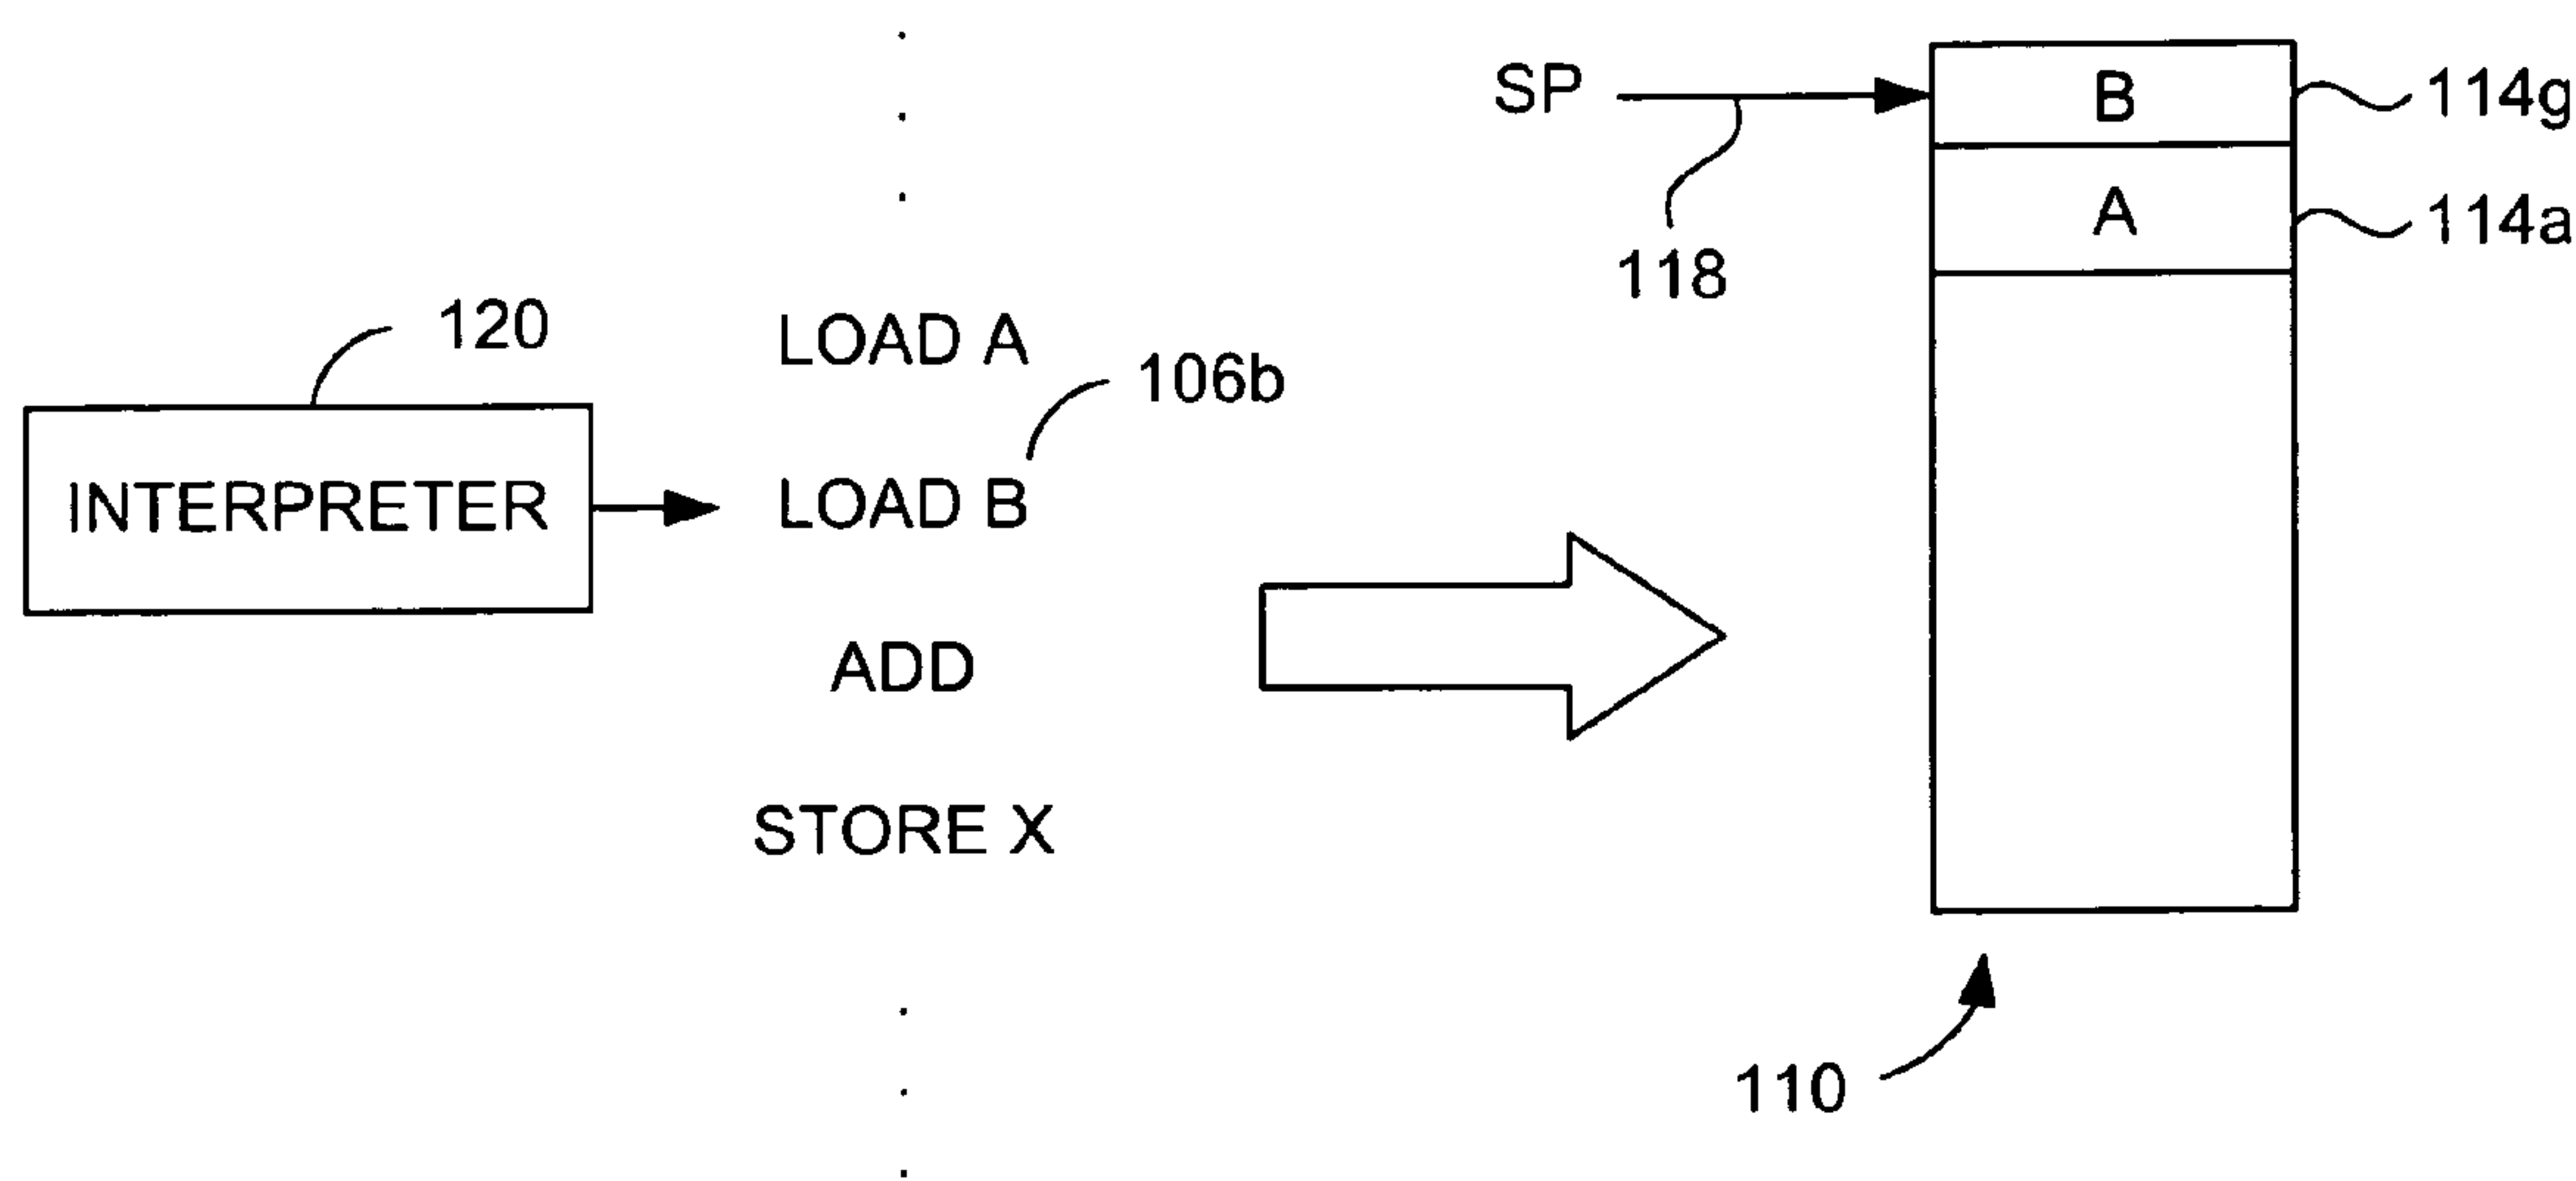 SP
B
114g
A
114a
118
120
LOAD A
106b
INTERPRETER
LOAD B
ADD
STORE X
110